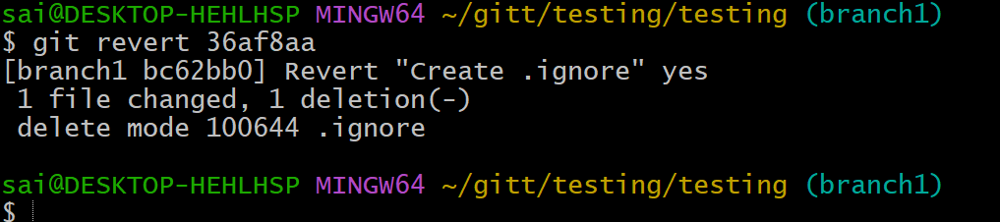 sai@DESKTOP-HEHLHSP MINGW64 ~/gitt/testing/testing (branch1)
$ git revert 36af8aa
[branch1 bc62bb0] Revert "Create .ignore" yes
 1 file changed, 1 deletion(-)
 delete mode 100644 .ignore
sai@DESKTOP-HEHLHSP MINGW64 ~/gitt/testing/testing (branch1)
$